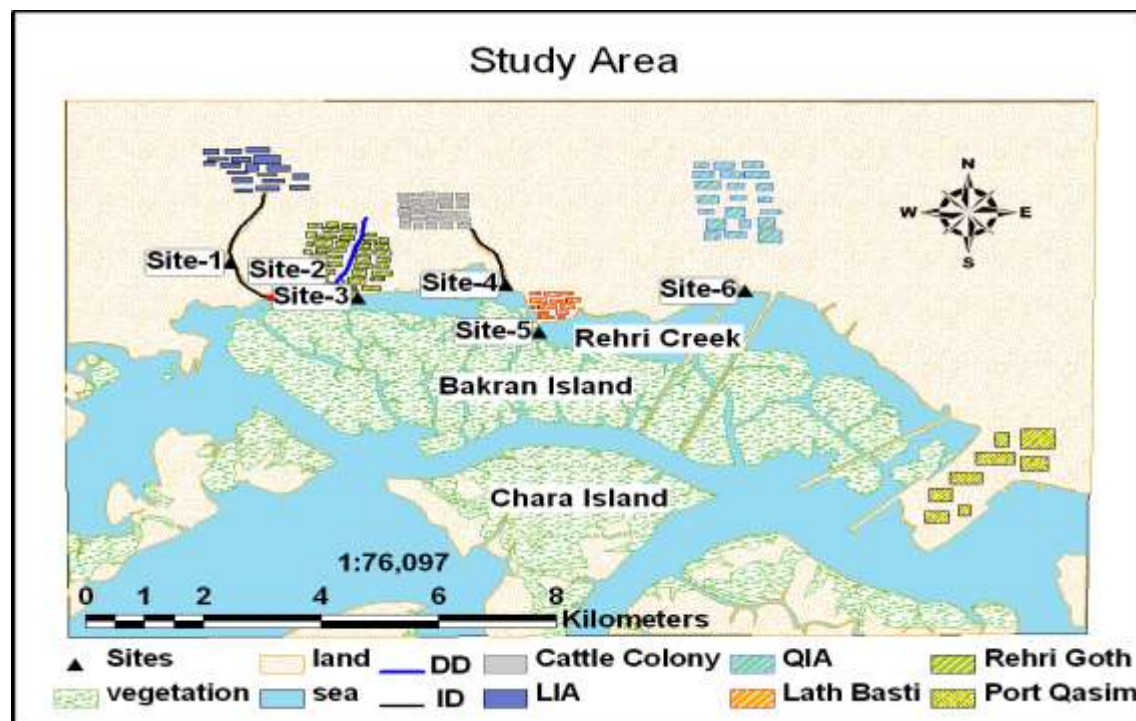 Study Area
N
W E
S
Site-1
Site-2
Site-3
Site-4
Site-5
Site-6
Rehri Creek
Bakran Island
Chara Island
1:76,097
0 1 2 4 6 8
Kilometers
Sites land DD Cattle Colony QIA Rehri Goth
vegetation sea ID LIA Lath Basti Port Qasim